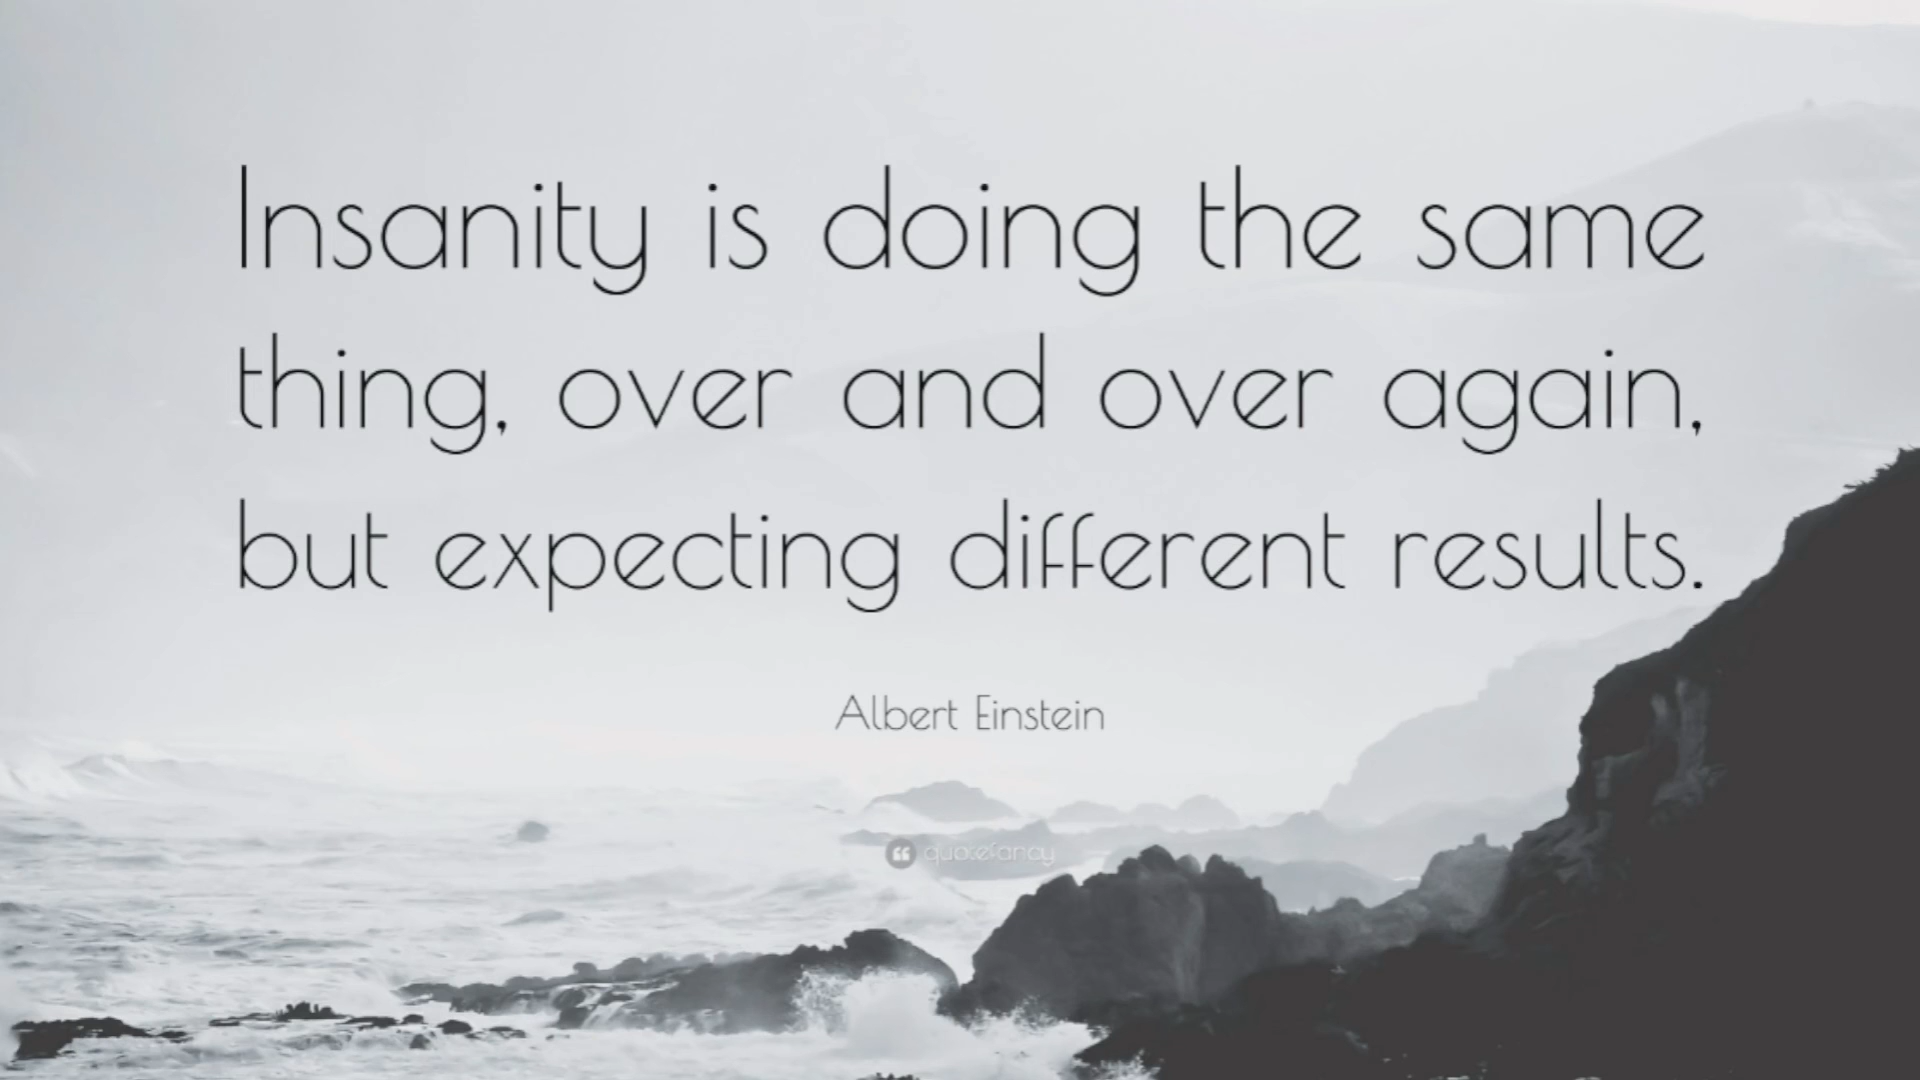 Insanity is doing the same
thing, over and over again,
but expecting different results.
Albert Einstein
quotefancy